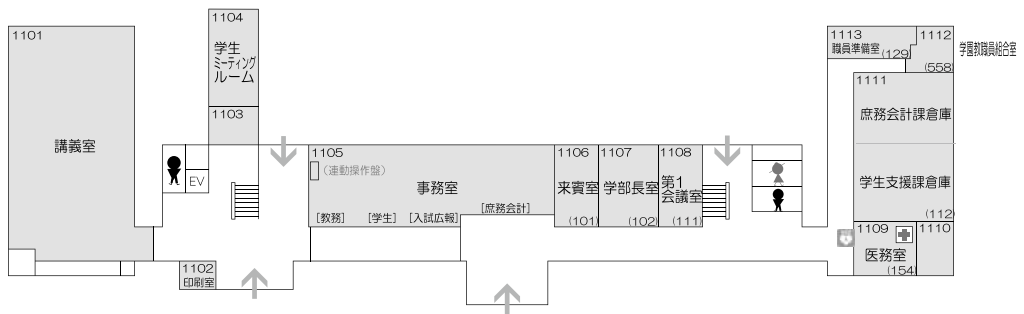 1101
講義室
1104
学生
ミーティング
ルーム
1103
EV
1102
印刷室
1105
（連動操作盤）
事務室
[教務]
[学生]
[入試広報]
[庶務会計]
1106
来賓室
(101)
1107
学部長室
(102)
1108
第1
会議室
(111)
1113
職員準備室
(129)
1112
学園教職員組合室
(558)
1111
庶務会計課倉庫
学生支援課倉庫
(112)
1109
医務室
(154)
1110